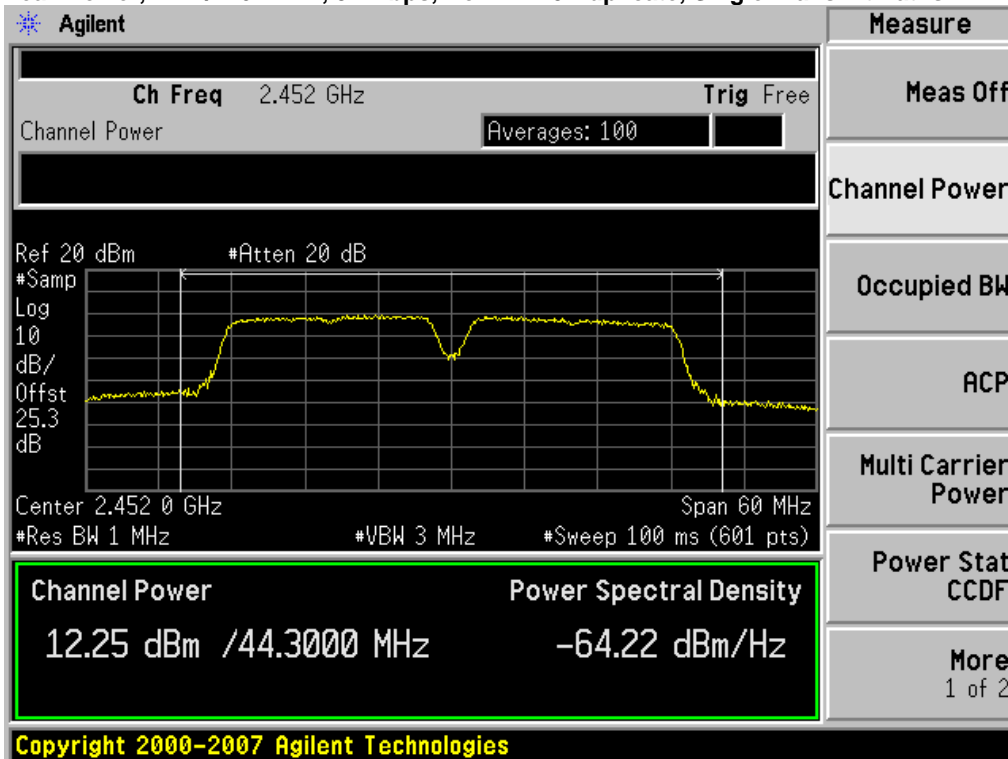 Agilent
Measure
Ch Freq 2.452 GHz Trig Free
Channel Power Averages: 100
Meas Off
Channel Power
Occupied BW
ACP
Multi Carrier
Power
Power Stat
CCDF
More
1 of 2
Ref 20 dBm #Atten 20 dB
#Samp
Log
10
dB/
Offst
25.3
dB
Center 2.452 0 GHz Span 60 MHz
#Res BW 1 MHz #VBW 3 MHz #Sweep 100 ms (601 pts)
Channel Power Power Spectral Density
12.25 dBm /44.3000 MHz -64.22 dBm/Hz
Copyright 2000-2007 Agilent Technologies